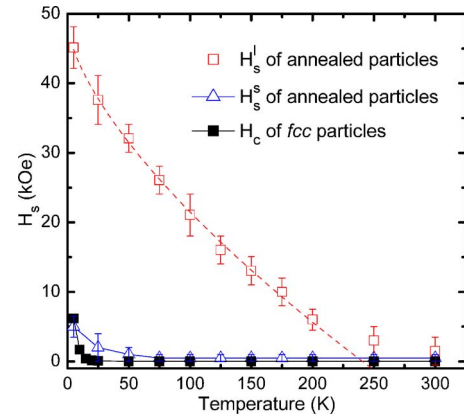 50
40
30
20
10
0
H_s (kOe)
H_s^l of annealed particles
H_s^s of annealed particles
H_c of fcc particles
0 50 100 150 200 250 300
Temperature (K)